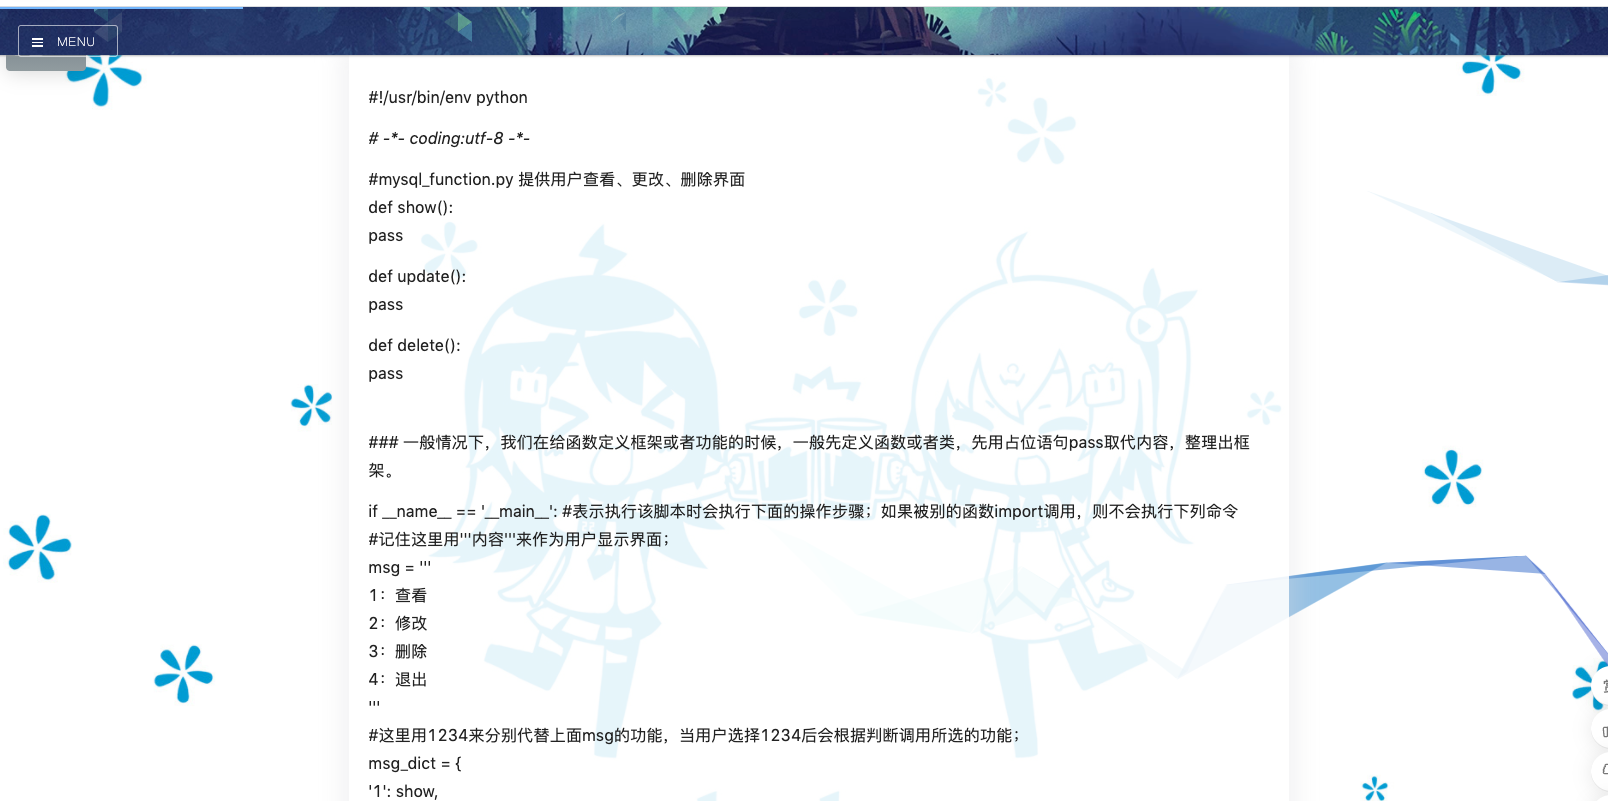 MENU
#!/usr/bin/env python
# -*- coding:utf-8 -*-
#mysql_function.py 提供用户查看、更改、删除界面
def show():
pass
def update():
pass
def delete():
pass
### 一般情况下，我们在给函数定义框架或者功能的时候，一般先定义函数或者类，先用占位语句pass取代内容，整理出框
架。
if __name__ == '__main__': #表示执行该脚本时会执行下面的操作步骤；如果被别的函数import调用，则不会执行下列命令
#记住这里用'''内容'''来作为用户显示界面；
msg = '''
1：查看
2：修改
3：删除
4：退出
'''
#这里用1234来分别代替上面msg的功能，当用户选择1234后会根据判断调用所选的功能；
msg_dict = {
'1': show,